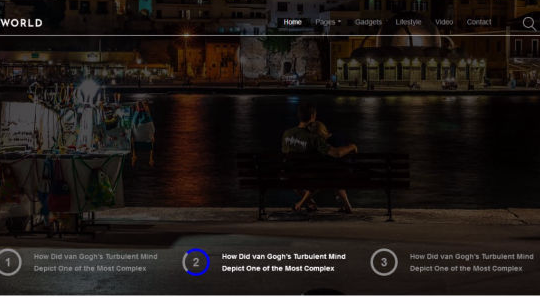 WORLD
Home Pages Gadgets Lifestyle Video Contact
1 How Did van Gogh's Turbulent Mind
Depict One of the Most Complex
2 How Did van Gogh's Turbulent Mind
Depict One of the Most Complex
3 How Did van Gogh's Turbulent Mind
Depict One of the Most Complex